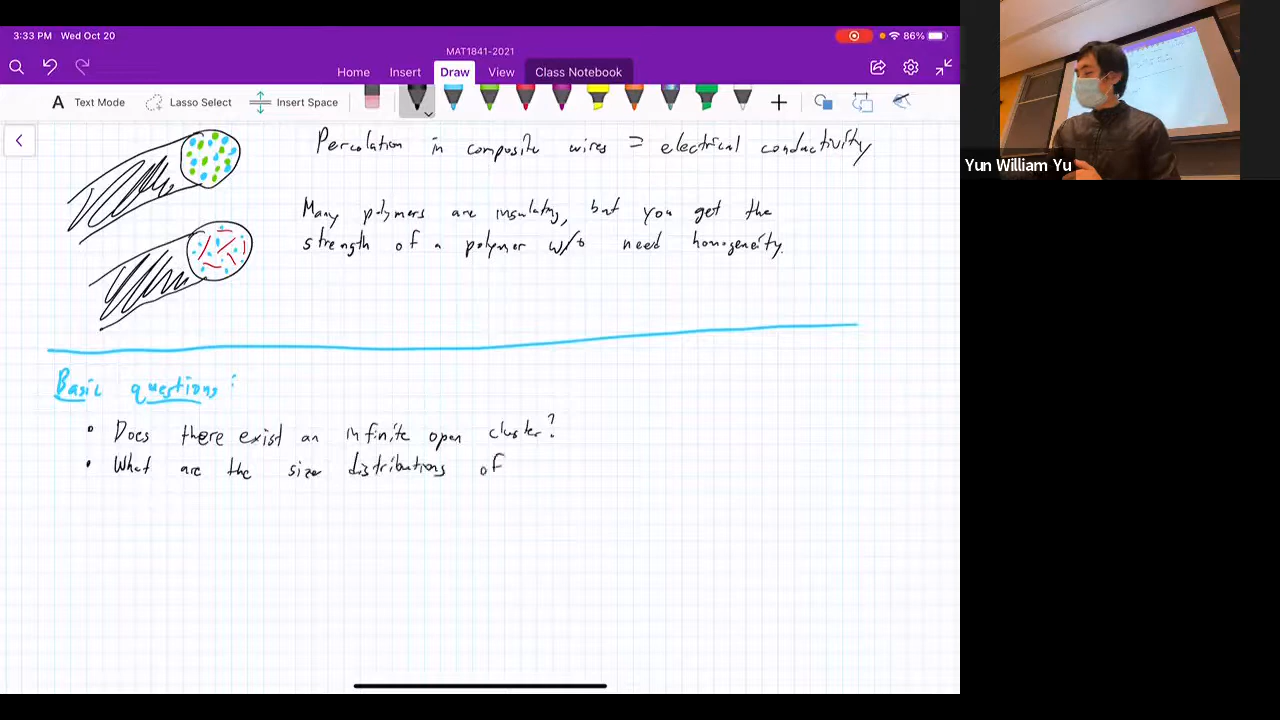 3:33 PM Wed Oct 20
86%
MAT1841-2021
Home Insert Draw View Class Notebook
Text Mode Lasso Select Insert Space
Percolation in composite wires = electrical conductivity
Many polymers are insulating, but you get the
strength of a polymer w/o need homogeneity.
Basic questions:
• Does there exist an infinite open cluster?
• What are the size distributions of
Yun William Yu